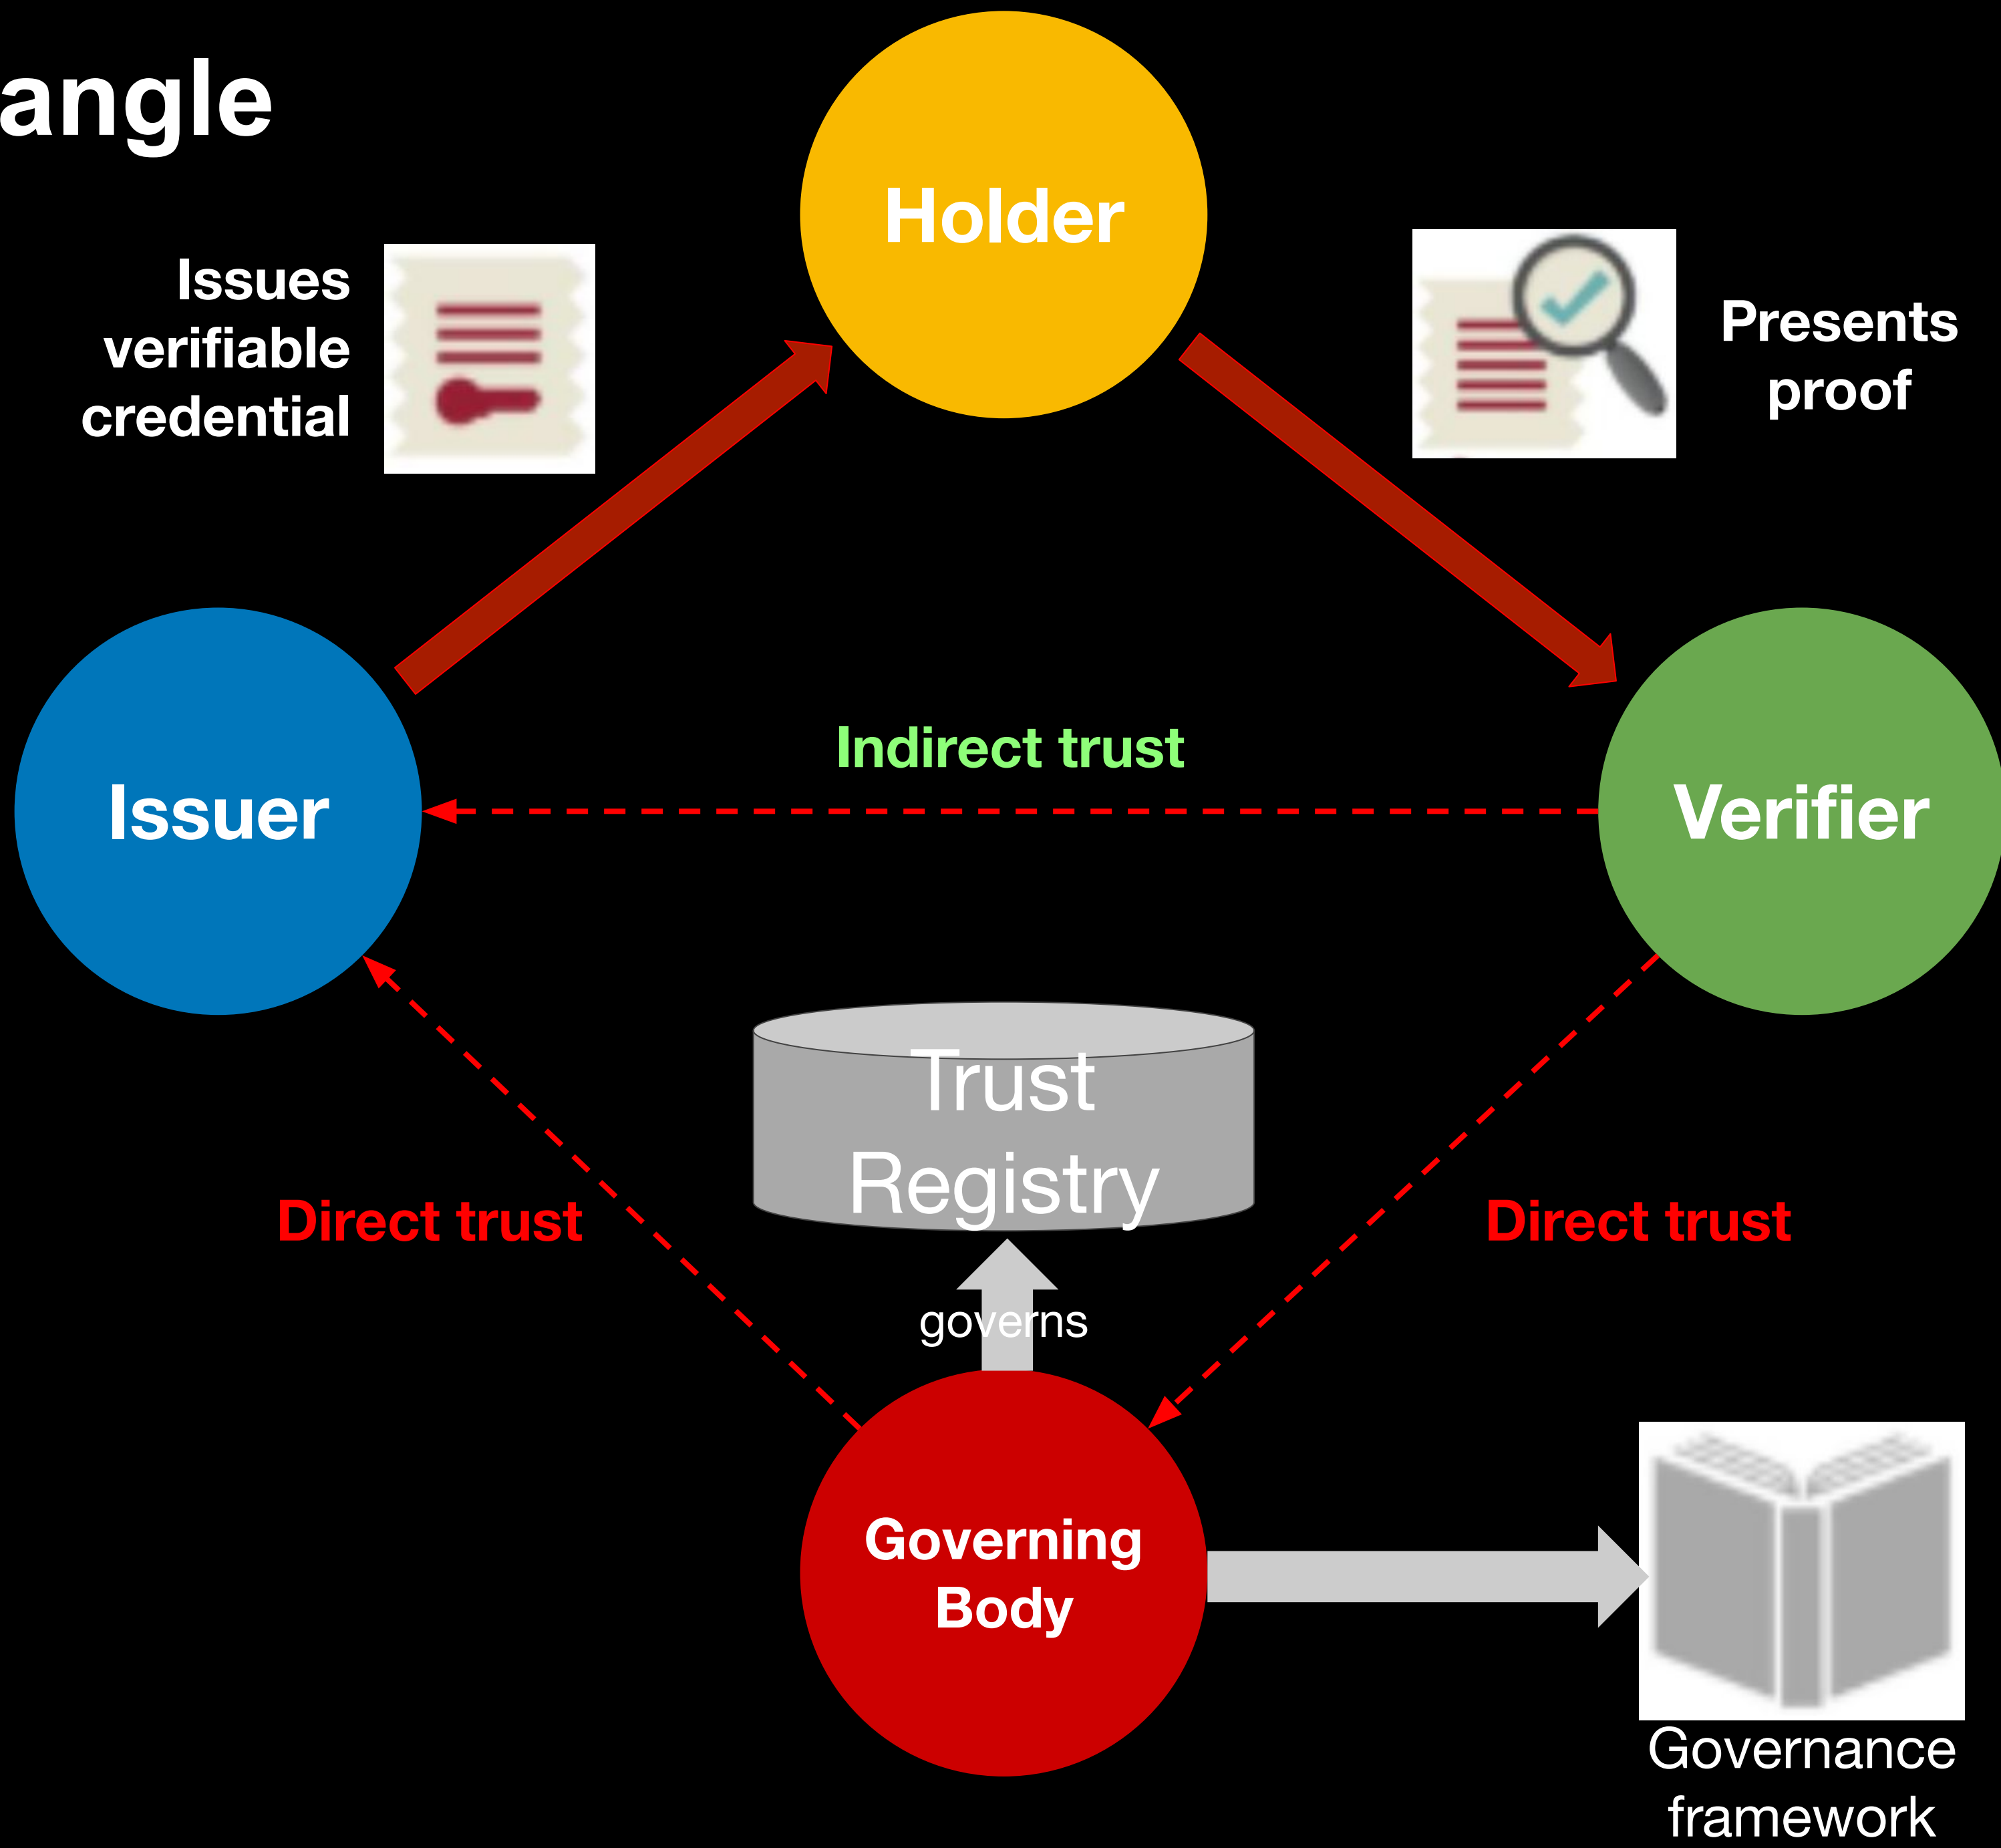 angle
Holder
Issues
verifiable
credential
Presents
proof
Indirect trust
Issuer
Verifier
Trust
Registry
Direct trust
Direct trust
governs
Governing
Body
Governance
framework